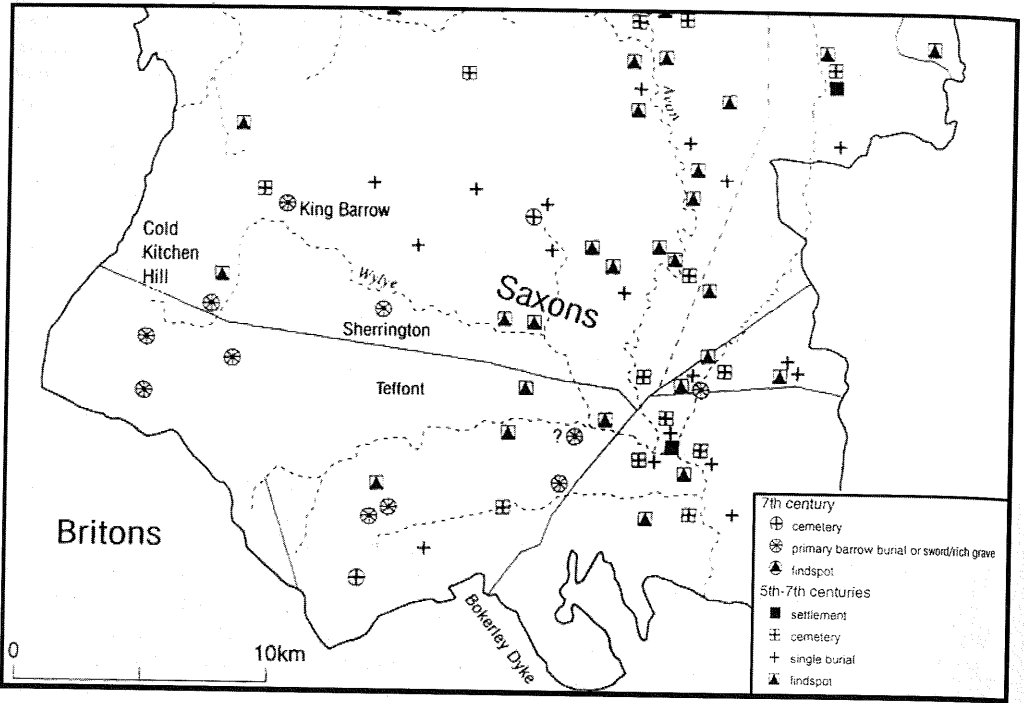 Avon
King Barrow
Cold
Kitchen
Hill
Wylye
Saxons
Sherrington
Teffont
?
Britons
Bokerley Dyke
0
10km
7th century
cemetery
primary barrow burial or sword/rich grave
findspot
5th-7th centuries
settlement
cemetery
single burial
findspot